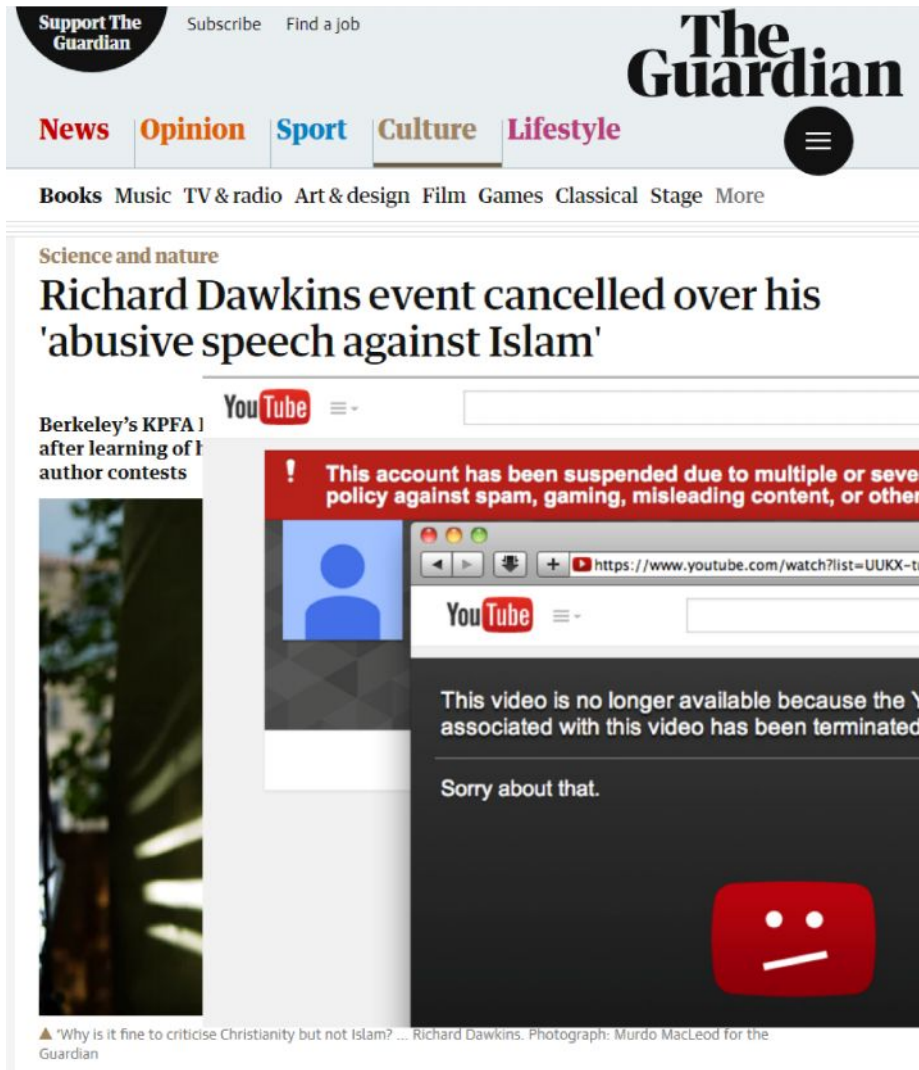 Support The
Guardian
Subscribe Find a job
The
Guardian
News Opinion Sport Culture Lifestyle
Books Music TV & radio Art & design Film Games Classical Stage More
Science and nature
Richard Dawkins event cancelled over his
'abusive speech against Islam'
Berkeley's KPFA
after learning of
author contests
YouTube
This account has been suspended due to multiple or
policy against spam, gaming, misleading content, or
https://www.youtube.com/watch?list=UUKX-t
YouTube
This video is no longer available because the
associated with this video has been terminated
Sorry about that.
'Why is it fine to criticise Christianity but not Islam? ... Richard Dawkins. Photograph: Murdo MacLeod for the
Guardian